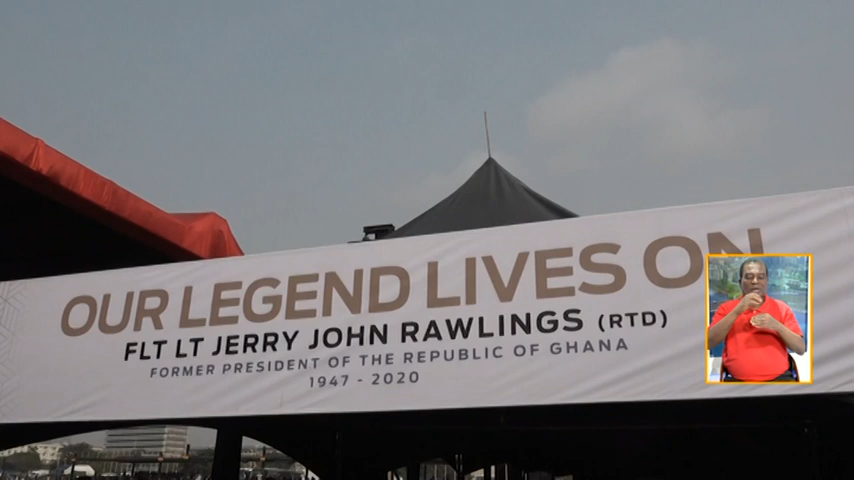 OUR LEGEND LIVES ON
FLT LT JERRY JOHN RAWLINGS (RTD)
FORMER PRESIDENT OF THE REPUBLIC OF GHANA
1947 - 2020